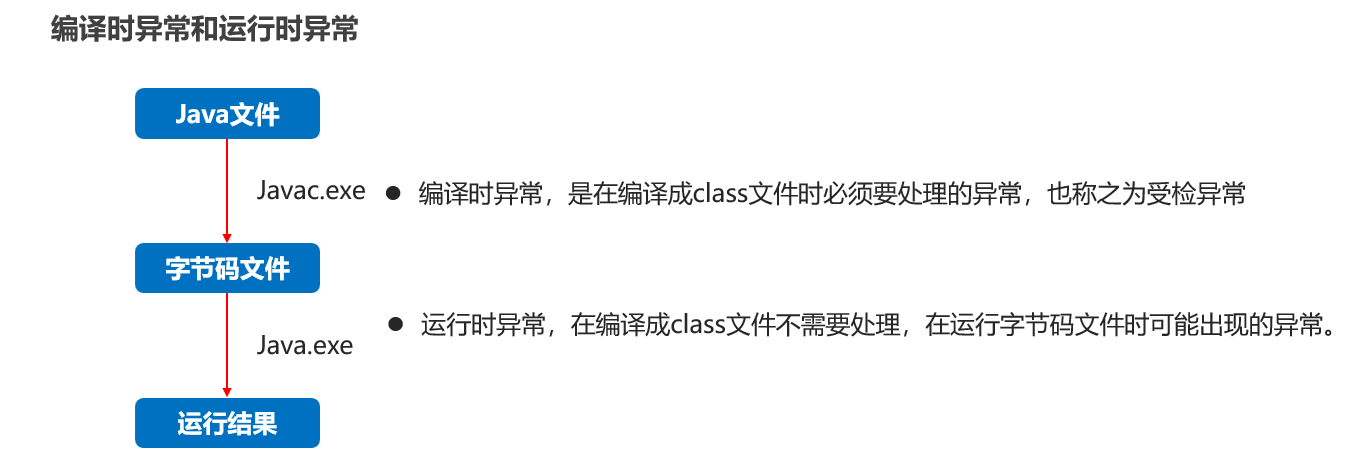 编译时异常和运行时异常
Java文件
Javac.exe
● 编译时异常，是在编译成class文件时必须要处理的异常，也称之为受检异常
字节码文件
● 运行时异常，在编译成class文件不需要处理，在运行字节码文件时可能出现的异常。
Java.exe
运行结果